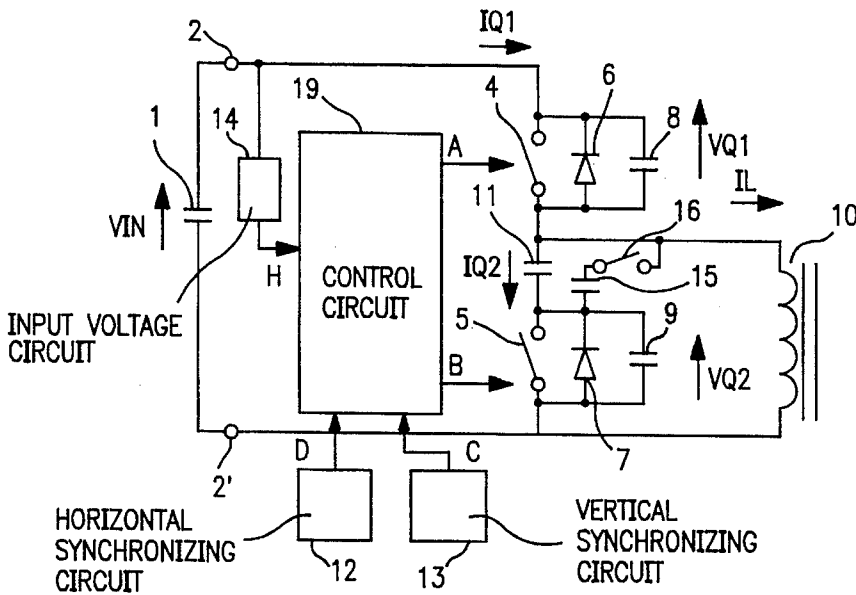 IQ1
2
6
4
8
19
14
1
A
VQ1
IL
VIN
16
10
11
H
CONTROL
CIRCUIT
IQ2
15
INPUT VOLTAGE
CIRCUIT
5
9
B
VQ2
D
C
7
2'
HORIZONTAL
SYNCHRONIZING
CIRCUIT
12
13
VERTICAL
SYNCHRONIZING
CIRCUIT